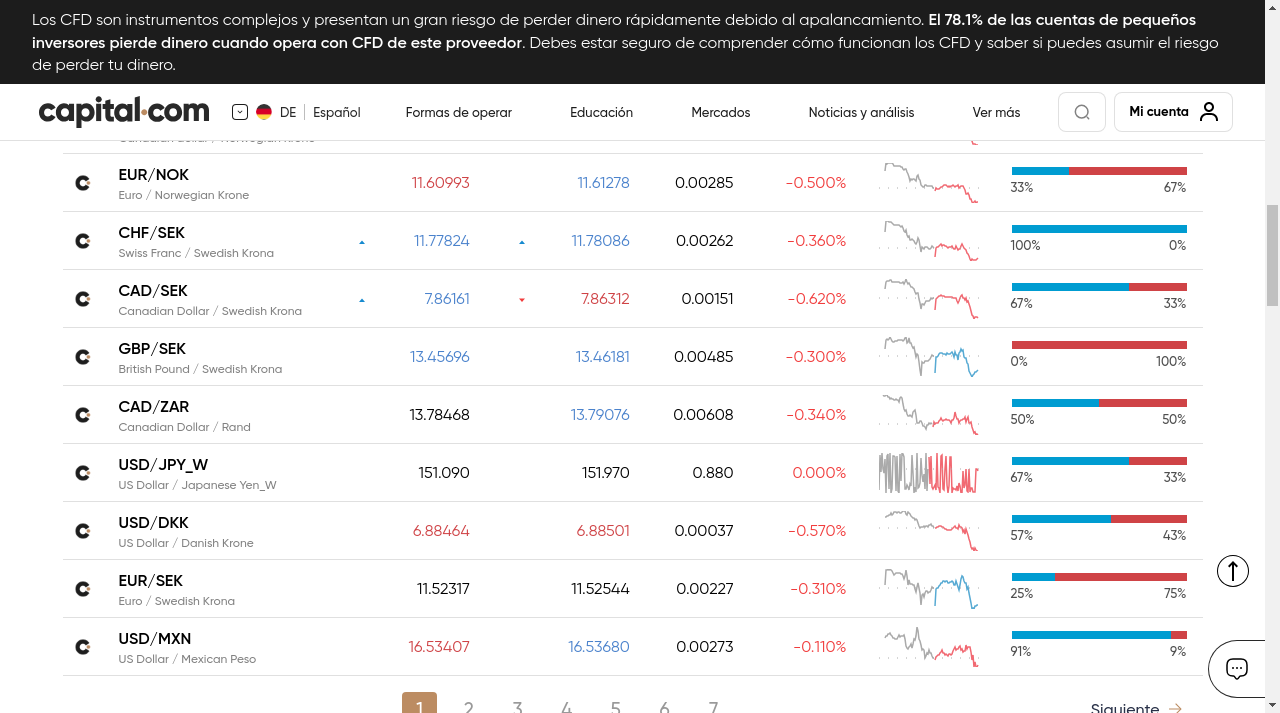 Los CFD son instrumentos complejos y presentan un gran riesgo de perder dinero rápidamente debido al apalancamiento. El 78.1% de las cuentas de pequeños
inversores pierde dinero cuando opera con CFD de este proveedor. Debes estar seguro de comprender cómo funcionan los CFD y saber si puedes asumir el riesgo
de perder tu dinero.
capital.com DE Español Formas de operar Educación Mercados Noticias y análisis Ver más Mi cuenta
Canadian Dollar / Norwegian Krone
EUR/NOK 11.60993 11.61278 0.00285 -0.500%
Euro / Norwegian Krone 33% 67%
CHF/SEK 11.77824 11.78086 0.00262 -0.360%
Swiss Franc / Swedish Krona 100% 0%
CAD/SEK 7.86161 7.86312 0.00151 -0.620%
Canadian Dollar / Swedish Krona 67% 33%
GBP/SEK 13.45696 13.46181 0.00485 -0.300%
British Pound / Swedish Krona 0% 100%
CAD/ZAR 13.78468 13.79076 0.00608 -0.340%
Canadian Dollar / Rand 50% 50%
USD/JPY_W 151.090 151.970 0.880 0.000%
US Dollar / Japanese Yen_W 67% 33%
USD/DKK 6.88464 6.88501 0.00037 -0.570%
US Dollar / Danish Krone 57% 43%
EUR/SEK 11.52317 11.52544 0.00227 -0.310%
Euro / Swedish Krona 25% 75%
USD/MXN 16.53407 16.53680 0.00273 -0.110%
US Dollar / Mexican Peso 91% 9%
1 2 3 4 5 6 7 Siguiente